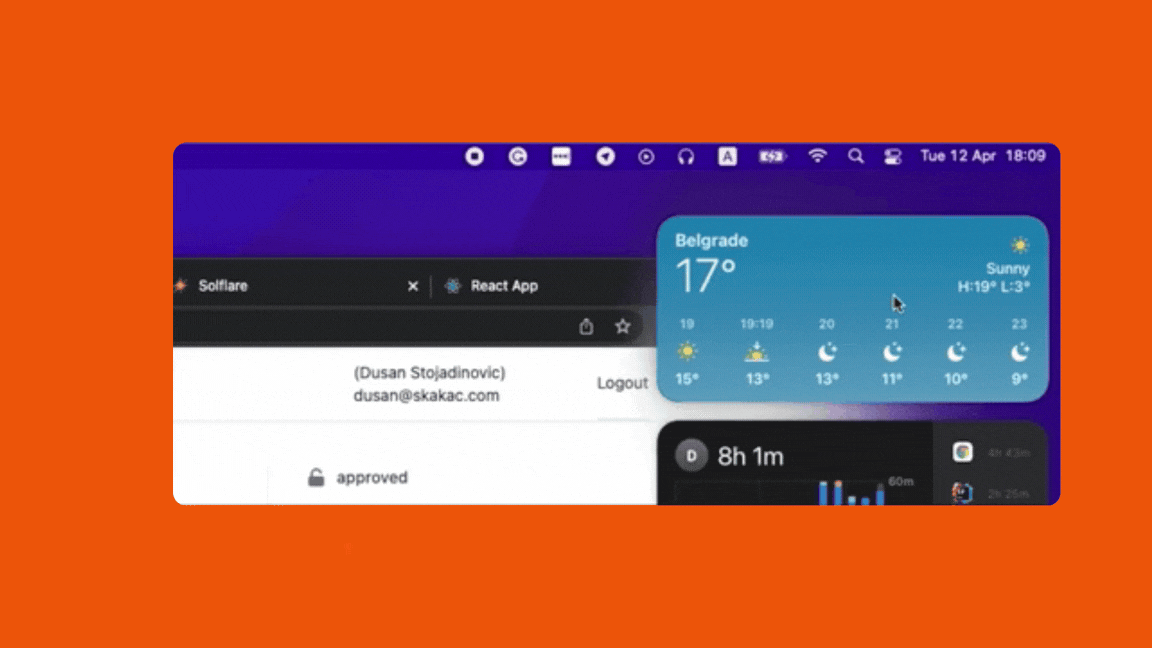 A
Tue 12 Apr 18:09
Belgrade
17°
Sunny
H:19° L:3°
Solflare
React App
19 19:19 20 21 22 23
15° 13° 13° 11° 10° 9°
(Dusan Stojadinovic)
dusan@skakac.com
Logout
D 8h 1m
4h 43m
approved
60m
2h 25m